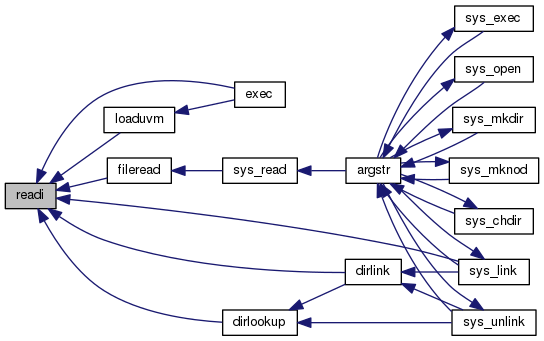 readi
exec
loaduvm
fileread
sys_read
argstr
dirlink
dirlookup
sys_exec
sys_open
sys_mkdir
sys_mknod
sys_chdir
sys_link
sys_unlink